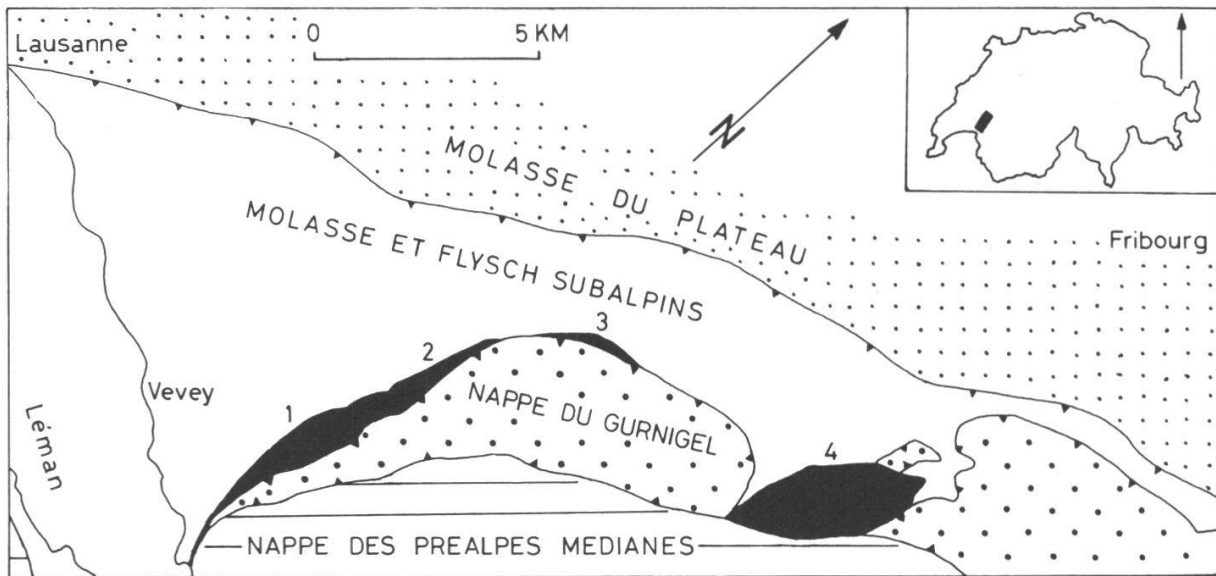 Lausanne
0 5 KM
N
MOLASSE DU PLATEAU
MOLASSE ET FLYSCH SUBALPINS
Fribourg
3
2
Vevey
1
NAPPE DU GURNIGEL
4
Léman
NAPPE DES PREALPES MEDIANES